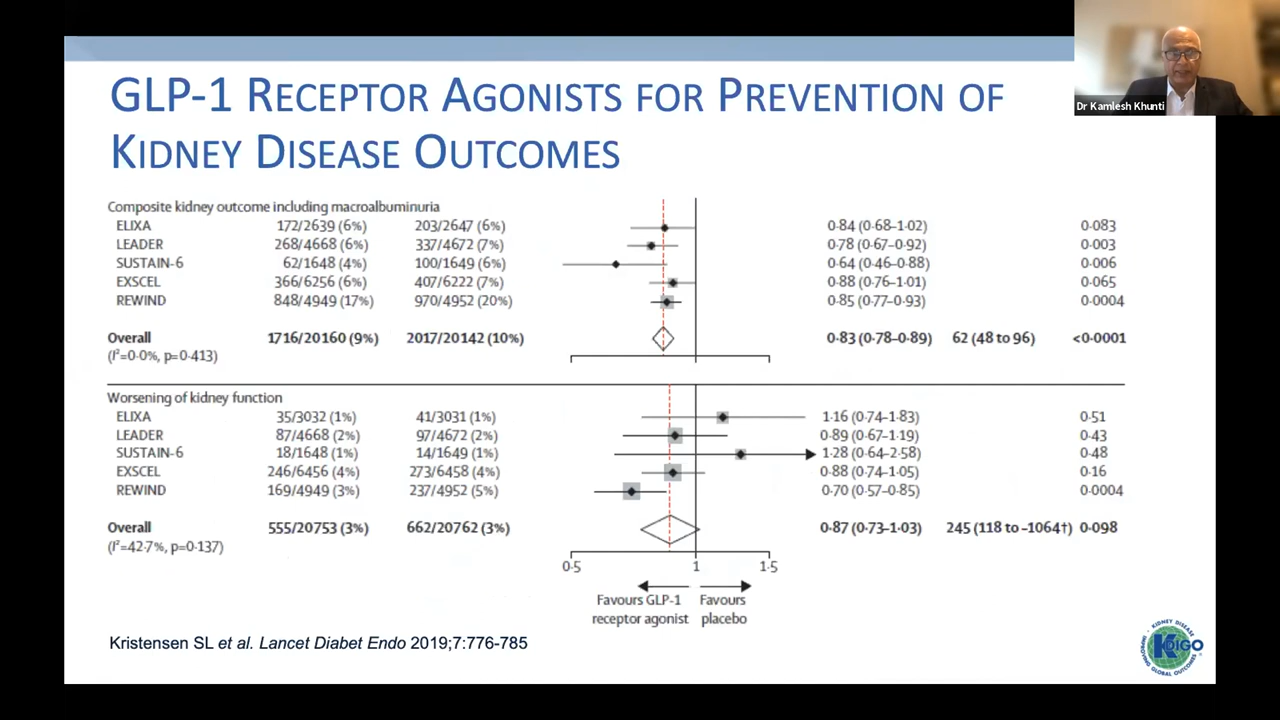 GLP-1 RECEPTOR AGONISTS FOR PREVENTION OF
KIDNEY DISEASE OUTCOMES
Dr Kamlesh Khunti
Composite kidney outcome including macroalbuminuria
ELIXA 172/2639 (6%) 203/2647 (6%) 0·84 (0·68–1·02) 0·083
LEADER 268/4668 (6%) 337/4672 (7%) 0·78 (0·67–0·92) 0·003
SUSTAIN-6 62/1648 (4%) 100/1649 (6%) 0·64 (0·46–0·88) 0·006
EXSCEL 366/6256 (6%) 407/6222 (7%) 0·88 (0·76–1·01) 0·065
REWIND 848/4949 (17%) 970/4952 (20%) 0·85 (0·77–0·93) 0·0004
Overall 1716/20160 (9%) 2017/20142 (10%) 0·83 (0·78–0·89) 62 (48 to 96) <0·0001
(I²=0·0%, p=0·413)
Worsening of kidney function
ELIXA 35/3032 (1%) 41/3031 (1%) 1·16 (0·74–1·83) 0·51
LEADER 87/4668 (2%) 97/4672 (2%) 0·89 (0·67–1·19) 0·43
SUSTAIN-6 18/1648 (1%) 14/1649 (1%) 1·28 (0·64–2·58) 0·48
EXSCEL 246/6456 (4%) 273/6458 (4%) 0·88 (0·74–1·05) 0·16
REWIND 169/4949 (3%) 237/4952 (5%) 0·70 (0·57–0·85) 0·0004
Overall 555/20753 (3%) 662/20762 (3%) 0·87 (0·73–1·03) 245 (118 to –1064†) 0·098
(I²=42·7%, p=0·137)
0·5 1 1·5
Favours GLP-1 Favours
receptor agonist placebo
Kristensen SL et al. Lancet Diabet Endo 2019;7:776-785
KIDNEY DISEASE
KDIGO
IMPROVING GLOBAL OUTCOMES